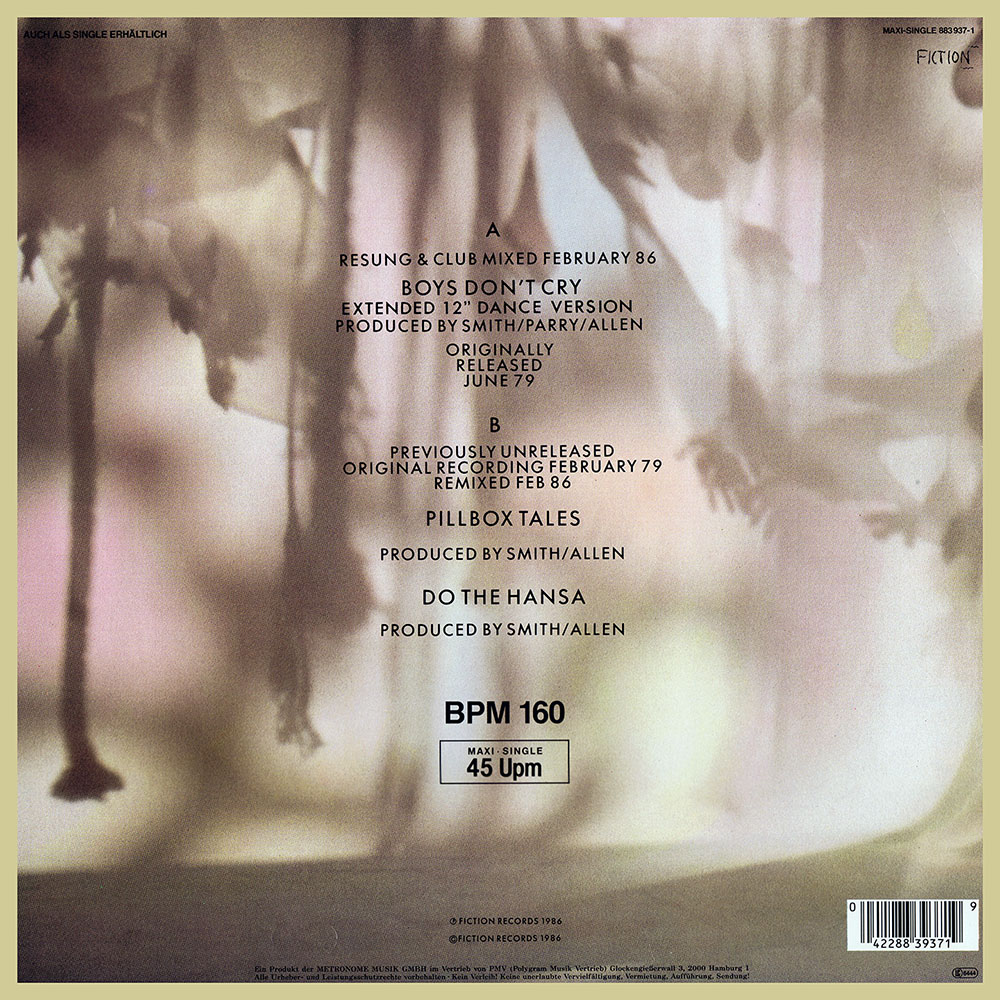 AUCH ALS SINGLE ERHÄLTLICH
MAXI-SINGLE 883 937-1
FICTION
A
RESUNG & CLUB MIXED FEBRUARY 86
BOYS DON'T CRY
EXTENDED 12" DANCE VERSION
PRODUCED BY SMITH/PARRY/ALLEN
ORIGINALLY
RELEASED
JUNE 79
B
PREVIOUSLY UNRELEASED
ORIGINAL RECORDING FEBRUARY 79
REMIXED FEB 86
PILLBOX TALES
PRODUCED BY SMITH/ALLEN
DO THE HANSA
PRODUCED BY SMITH/ALLEN
BPM 160
MAXI · SINGLE
45 Upm
℗ FICTION RECORDS 1986
© FICTION RECORDS 1986
0 42288 39371 9
Ein Produkt der METRONOME MUSIK GMBH im Vertrieb von PMV (Polygram Musik Vertrieb) Glockengießerwall 3, 2000 Hamburg 1
Alle Urheber- und Leistungsschutzrechte vorbehalten · Kein Verleih! Keine unerlaubte Vervielfältigung, Vermietung, Aufführung, Sendung!